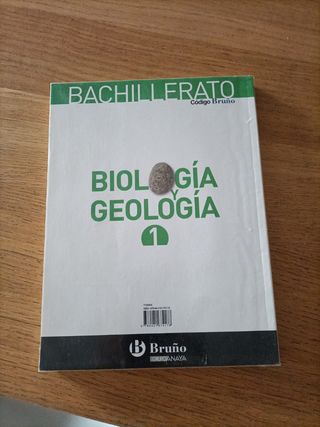 BACHILLERATO
Código Bruño
BIOLOGÍA
Y
GEOLOGÍA
1
B Bruño
ANAYA